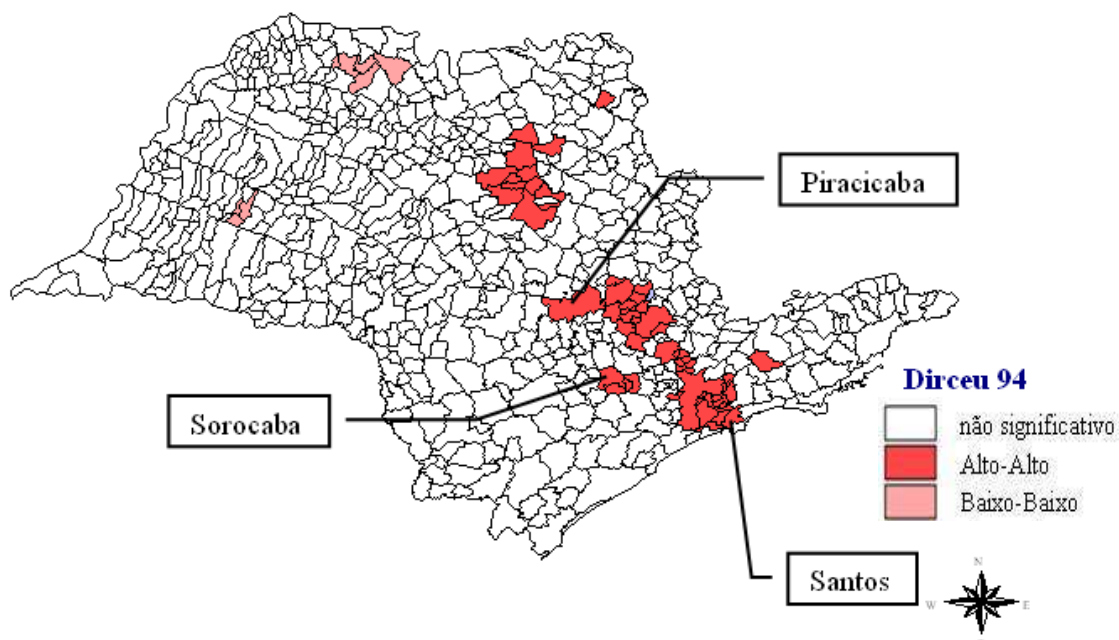 Piracicaba
Dirceu 94
Sorocaba
não significativo
Alto-Alto
Baixo-Baixo
Santos
N
W
E